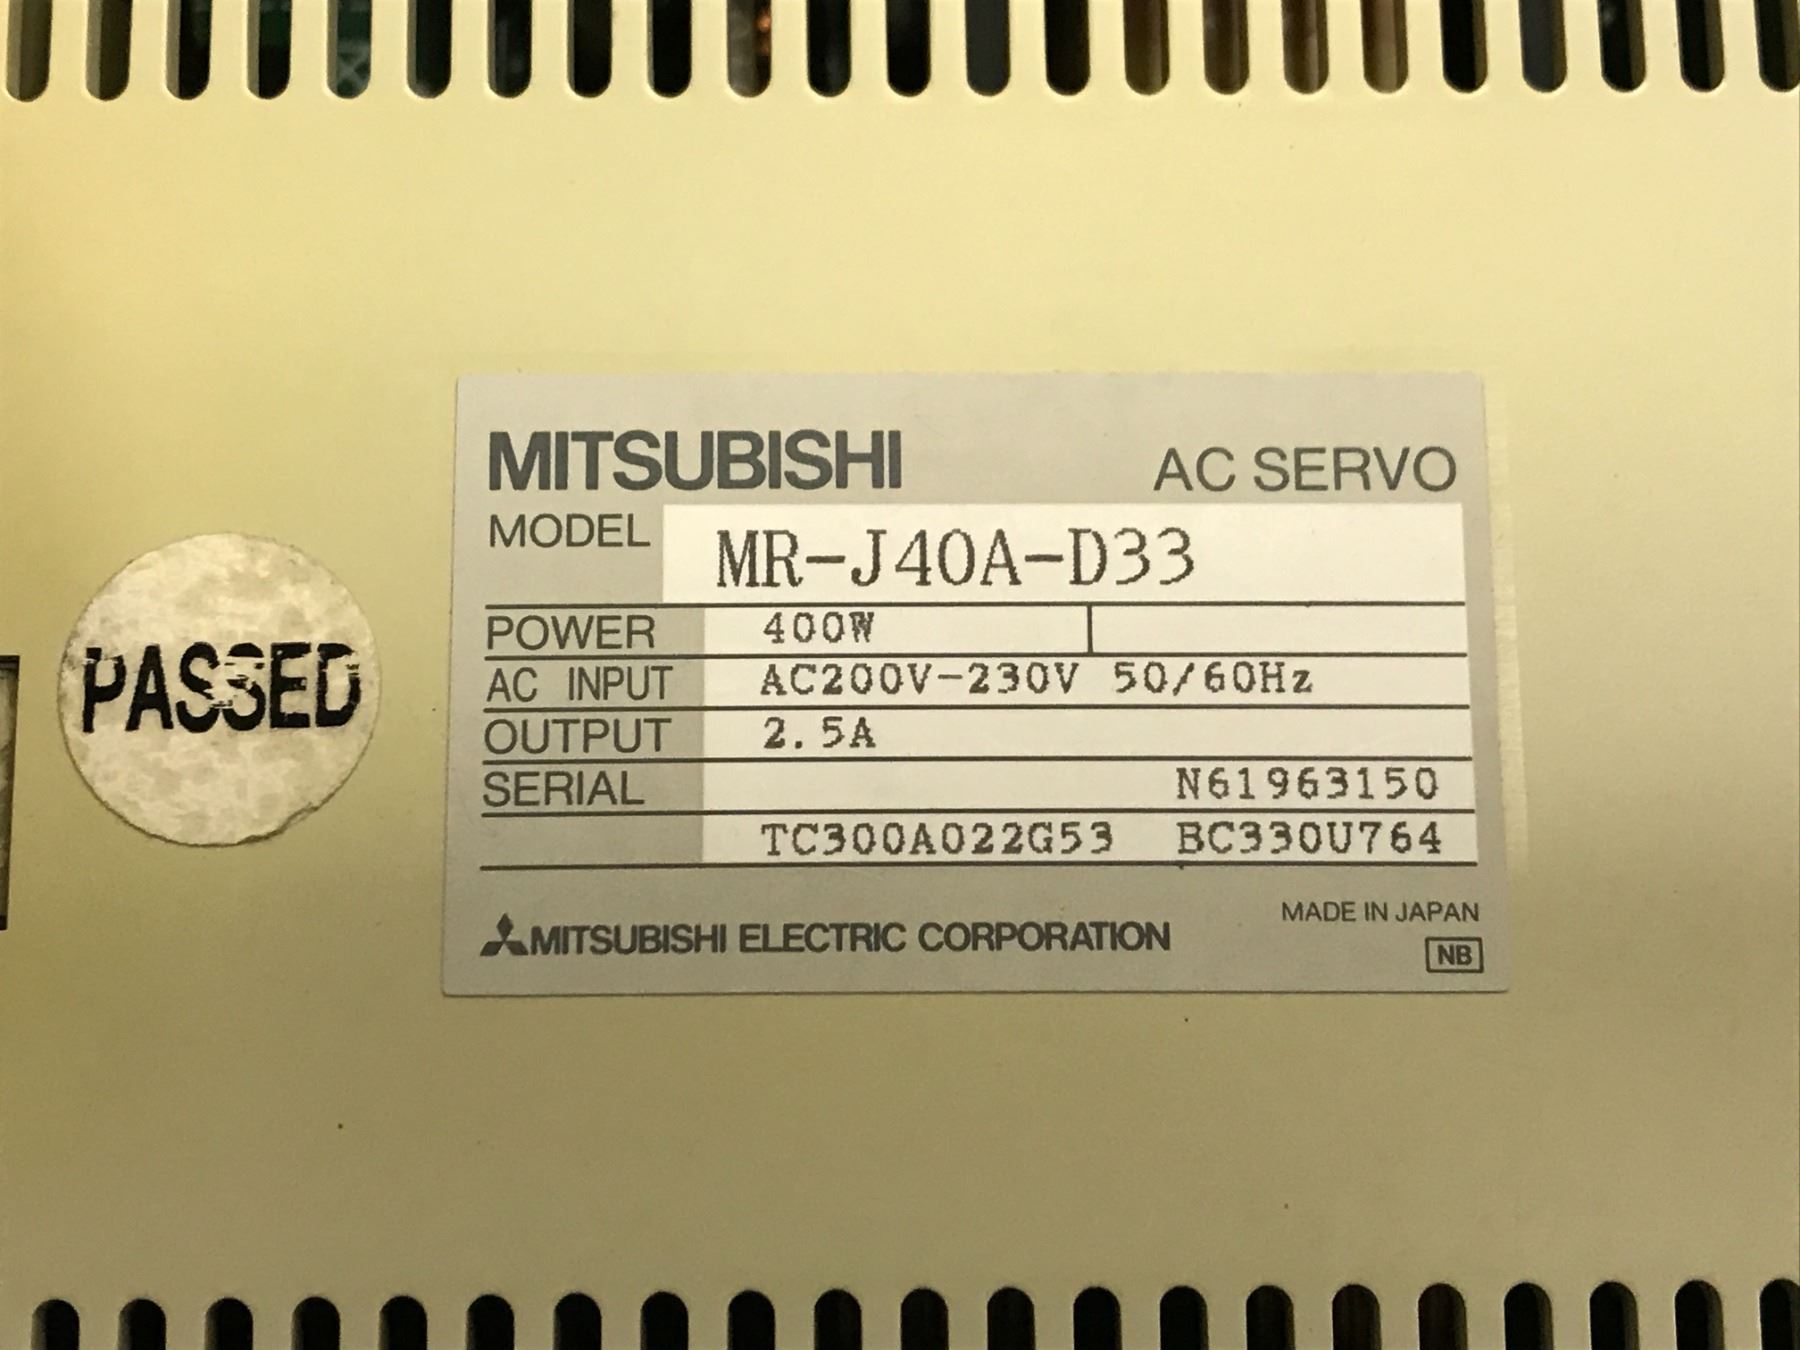 MITSUBISHI AC SERVO
MODEL MR-J40A-D33
POWER 400W
AC INPUT AC200V-230V 50/60Hz
OUTPUT 2.5A
SERIAL N61963150
TC300A022G53 BC330U764
MITSUBISHI ELECTRIC CORPORATION
MADE IN JAPAN
NB
PASSED